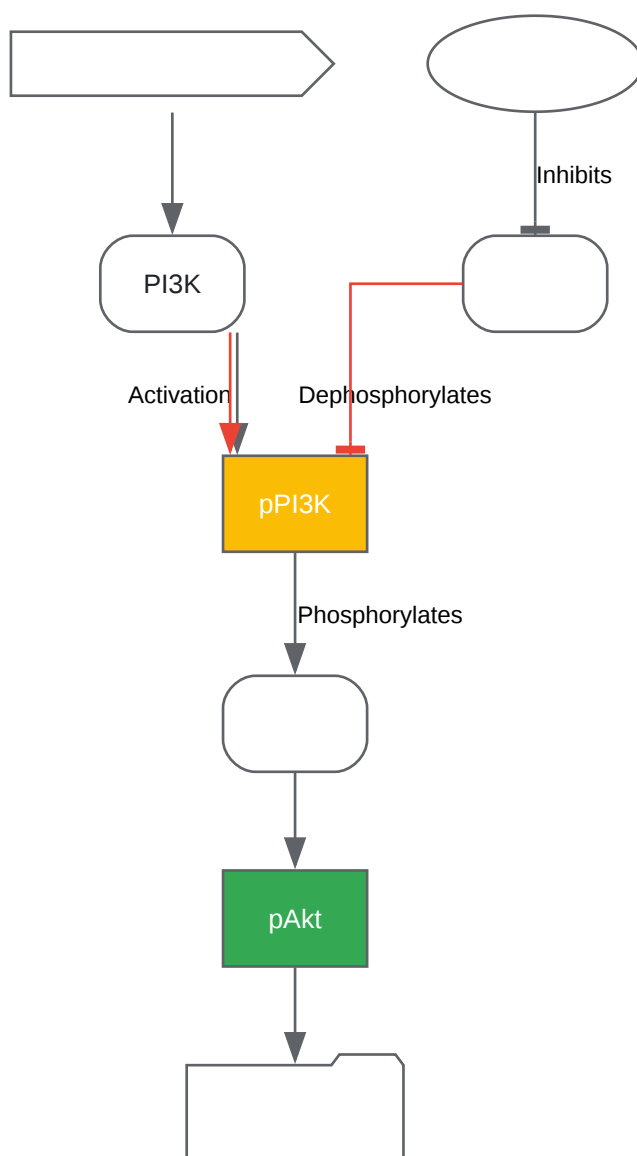 Inhibits
PI3K
Activation
Dephosphorylates
pPI3K
Phosphorylates
pAkt